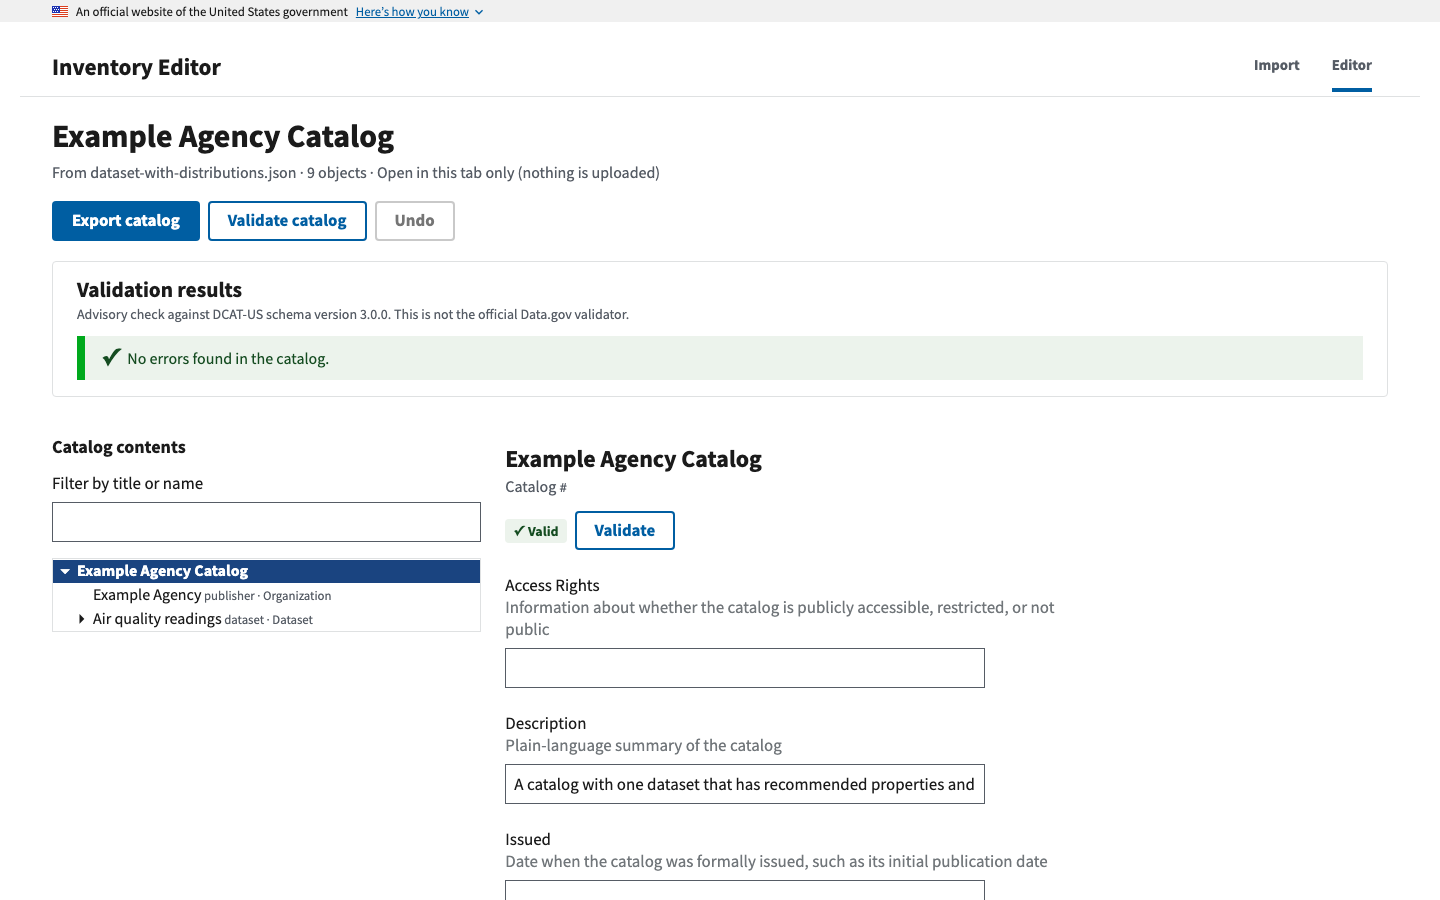 An official website of the United States government Here's how you know
Inventory Editor
Import
Editor
Example Agency Catalog
From dataset-with-distributions.json · 9 objects · Open in this tab only (nothing is uploaded)
Export catalog
Validate catalog
Undo
Validation results
Advisory check against DCAT-US schema version 3.0.0. This is not the official Data.gov validator.
No errors found in the catalog.
Catalog contents
Filter by title or name
Example Agency Catalog
Example Agency publisher · Organization
Air quality readings dataset · Dataset
Example Agency Catalog
Catalog #
Valid
Validate
Access Rights
Information about whether the catalog is publicly accessible, restricted, or not
public
Description
Plain-language summary of the catalog
A catalog with one dataset that has recommended properties and
Issued
Date when the catalog was formally issued, such as its initial publication date